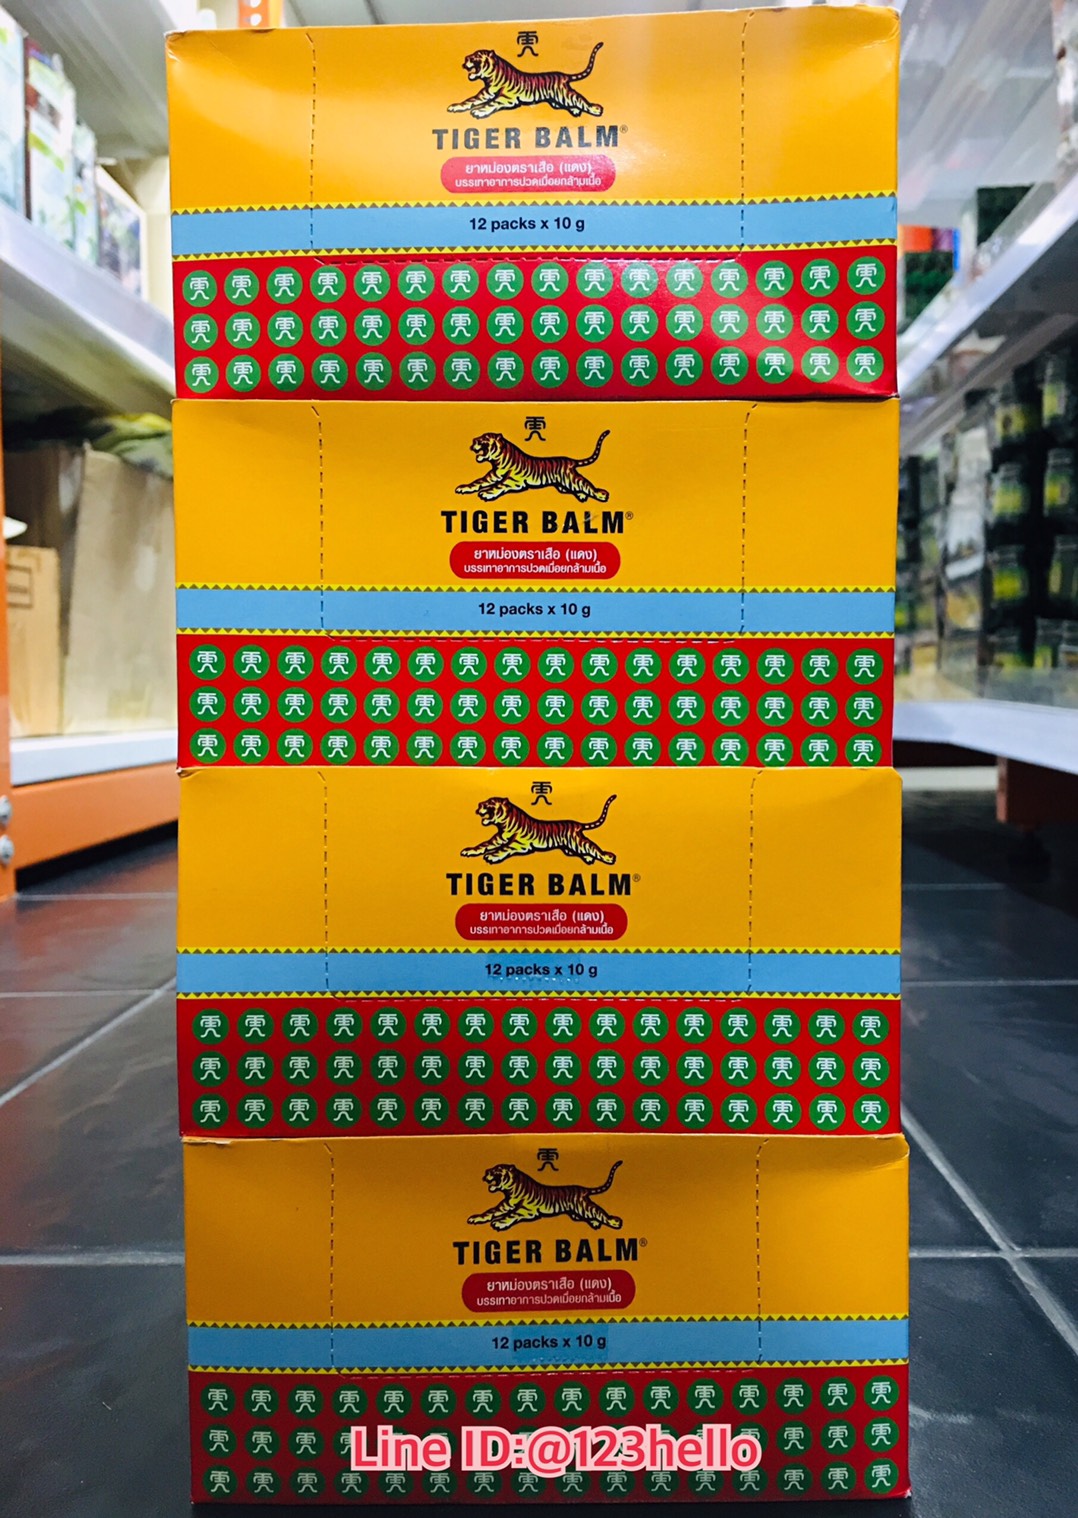 TIGER BALM®
ยาหม่องตราเสือ (แดง)
บรรเทาอาการปวดเมื่อยกล้ามเนื้อ
12 packs x 10 g
TIGER BALM®
ยาหม่องตราเสือ (แดง)
บรรเทาอาการปวดเมื่อยกล้ามเนื้อ
12 packs x 10 g
TIGER BALM®
ยาหม่องตราเสือ (แดง)
บรรเทาอาการปวดเมื่อยกล้ามเนื้อ
12 packs x 10 g
TIGER BALM®
ยาหม่องตราเสือ (แดง)
บรรเทาอาการปวดเมื่อยกล้ามเนื้อ
12 packs x 10 g
Line ID:@123hello